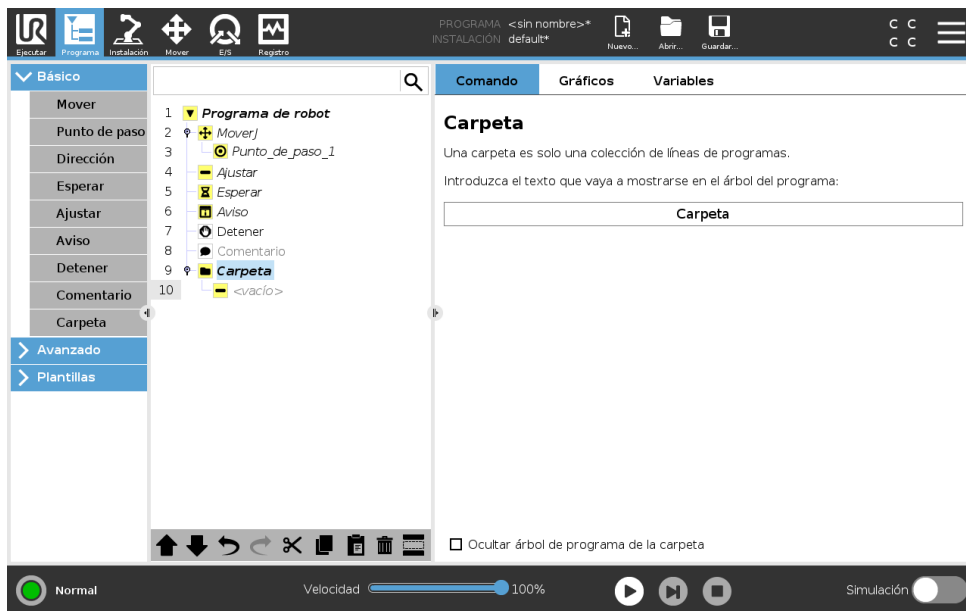 PROGRAMA <sin nombre>*
INSTALACIÓN default*
C C
C C
Ejecutar
Programa
Instalación
Mover
E/S
Registro
Nuevo...
Abrir...
Guardar...
Básico
Mover
Punto de paso
Dirección
Esperar
Ajustar
Aviso
Detener
Comentario
Carpeta
Avanzado
Plantillas
1 Programa de robot
2 MoverJ
3 Punto_de_paso_1
4 Ajustar
5 Esperar
6 Aviso
7 Detener
8 Comentario
9 Carpeta
10 <vacío>
Comando Gráficos Variables
Carpeta
Una carpeta es solo una colección de líneas de programas.
Introduzca el texto que vaya a mostrarse en el árbol del programa:
Carpeta
Ocultar árbol de programa de la carpeta
Normal
Velocidad 100%
Simulación